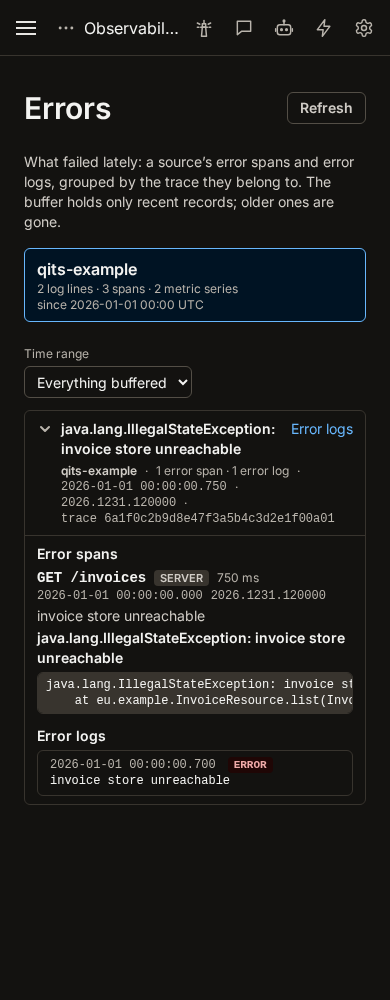 Observabil...
Errors
Refresh
What failed lately: a source's error spans and error
logs, grouped by the trace they belong to. The
buffer holds only recent records; older ones are
gone.
qits-example
2 log lines · 3 spans · 2 metric series
since 2026-01-01 00:00 UTC
Time range
Everything buffered
java.lang.IllegalStateException:
invoice store unreachable
Error logs
qits-example · 1 error span · 1 error log ·
2026-01-01 00:00:00.750 ·
2026.1231.120000 ·
trace 6a1f0c2b9d8e47f3a5b4c3d2e1f00a01
Error spans
GET /invoices SERVER 750 ms
2026-01-01 00:00:00.000 2026.1231.120000
invoice store unreachable
java.lang.IllegalStateException: invoice store
unreachable
java.lang.IllegalStateException: invoice st
at eu.example.InvoiceResource.list(Invo
Error logs
2026-01-01 00:00:00.700 ERROR
invoice store unreachable